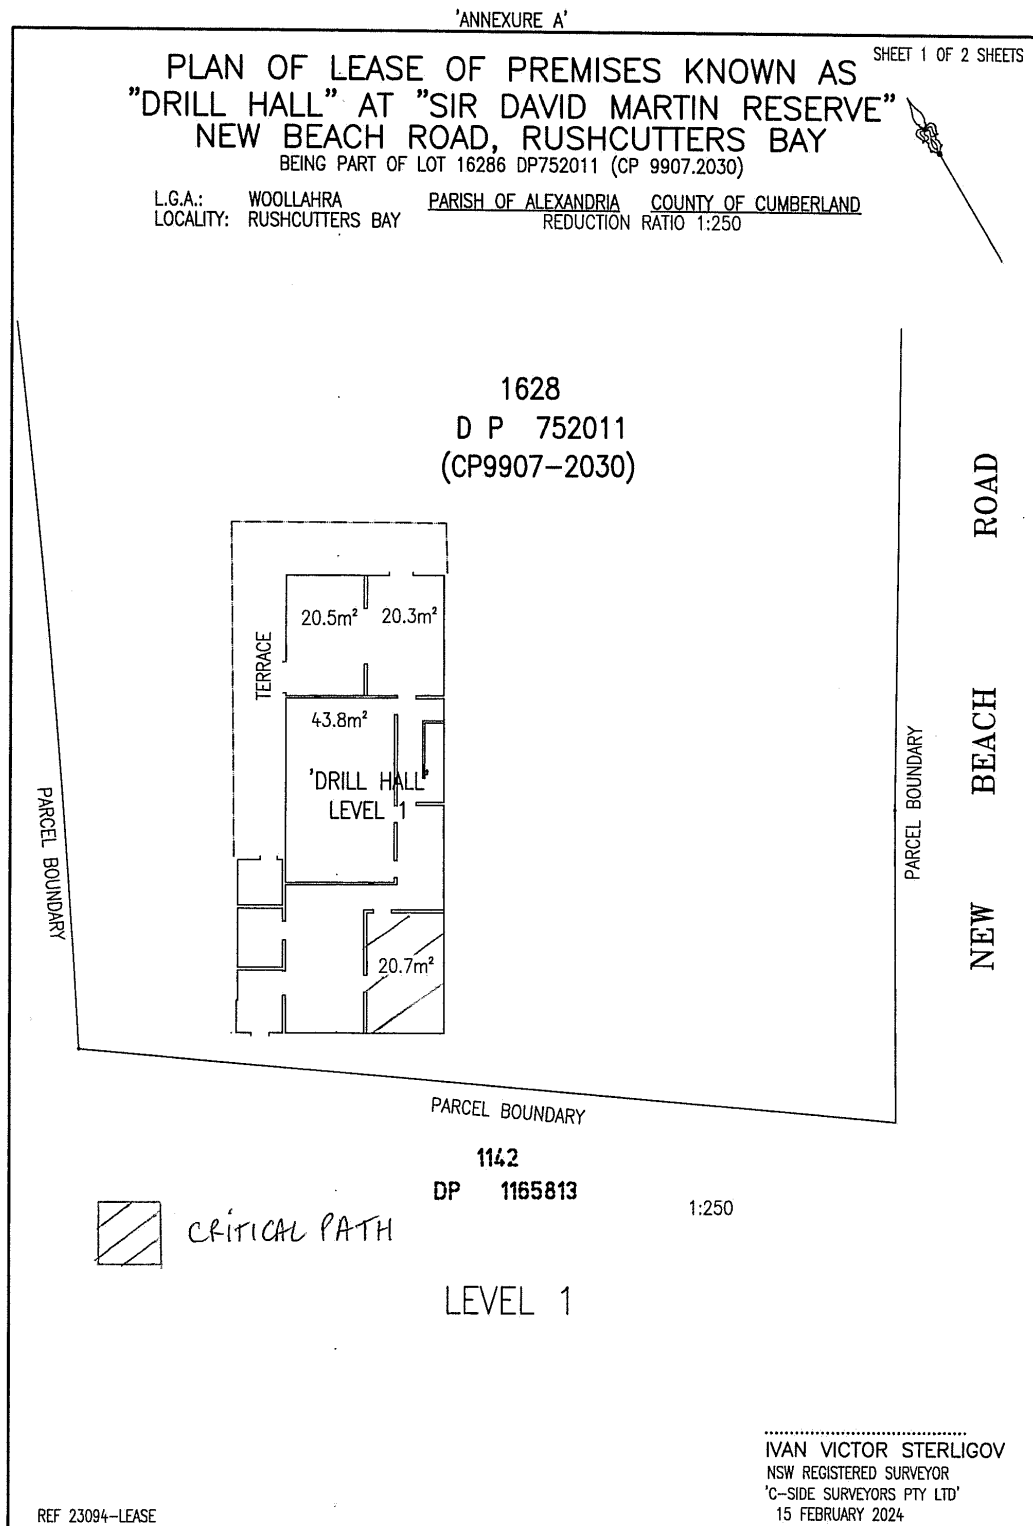 'ANNEXURE A'
SHEET 1 OF 2 SHEETS
PLAN OF LEASE OF PREMISES KNOWN AS
"DRILL HALL" AT "SIR DAVID MARTIN RESERVE"
NEW BEACH ROAD, RUSHCUTTERS BAY
BEING PART OF LOT 16286 DP752011 (CP 9907.2030)
L.G.A.: WOOLLAHRA PARISH OF ALEXANDRIA COUNTY OF CUMBERLAND
LOCALITY: RUSHCUTTERS BAY REDUCTION RATIO 1:250
1628
D P 752011
(CP9907-2030)
20.5m²
20.3m²
TERRACE
43.8m²
'DRILL HALL'
LEVEL 1
20.7m²
PARCEL BOUNDARY
PARCEL BOUNDARY
NEW BEACH ROAD
PARCEL BOUNDARY
1142
DP 1165813
1:250
CRITICAL PATH
LEVEL 1
IVAN VICTOR STERLIGOV
NSW REGISTERED SURVEYOR
'C-SIDE SURVEYORS PTY LTD'
15 FEBRUARY 2024
REF 23094-LEASE